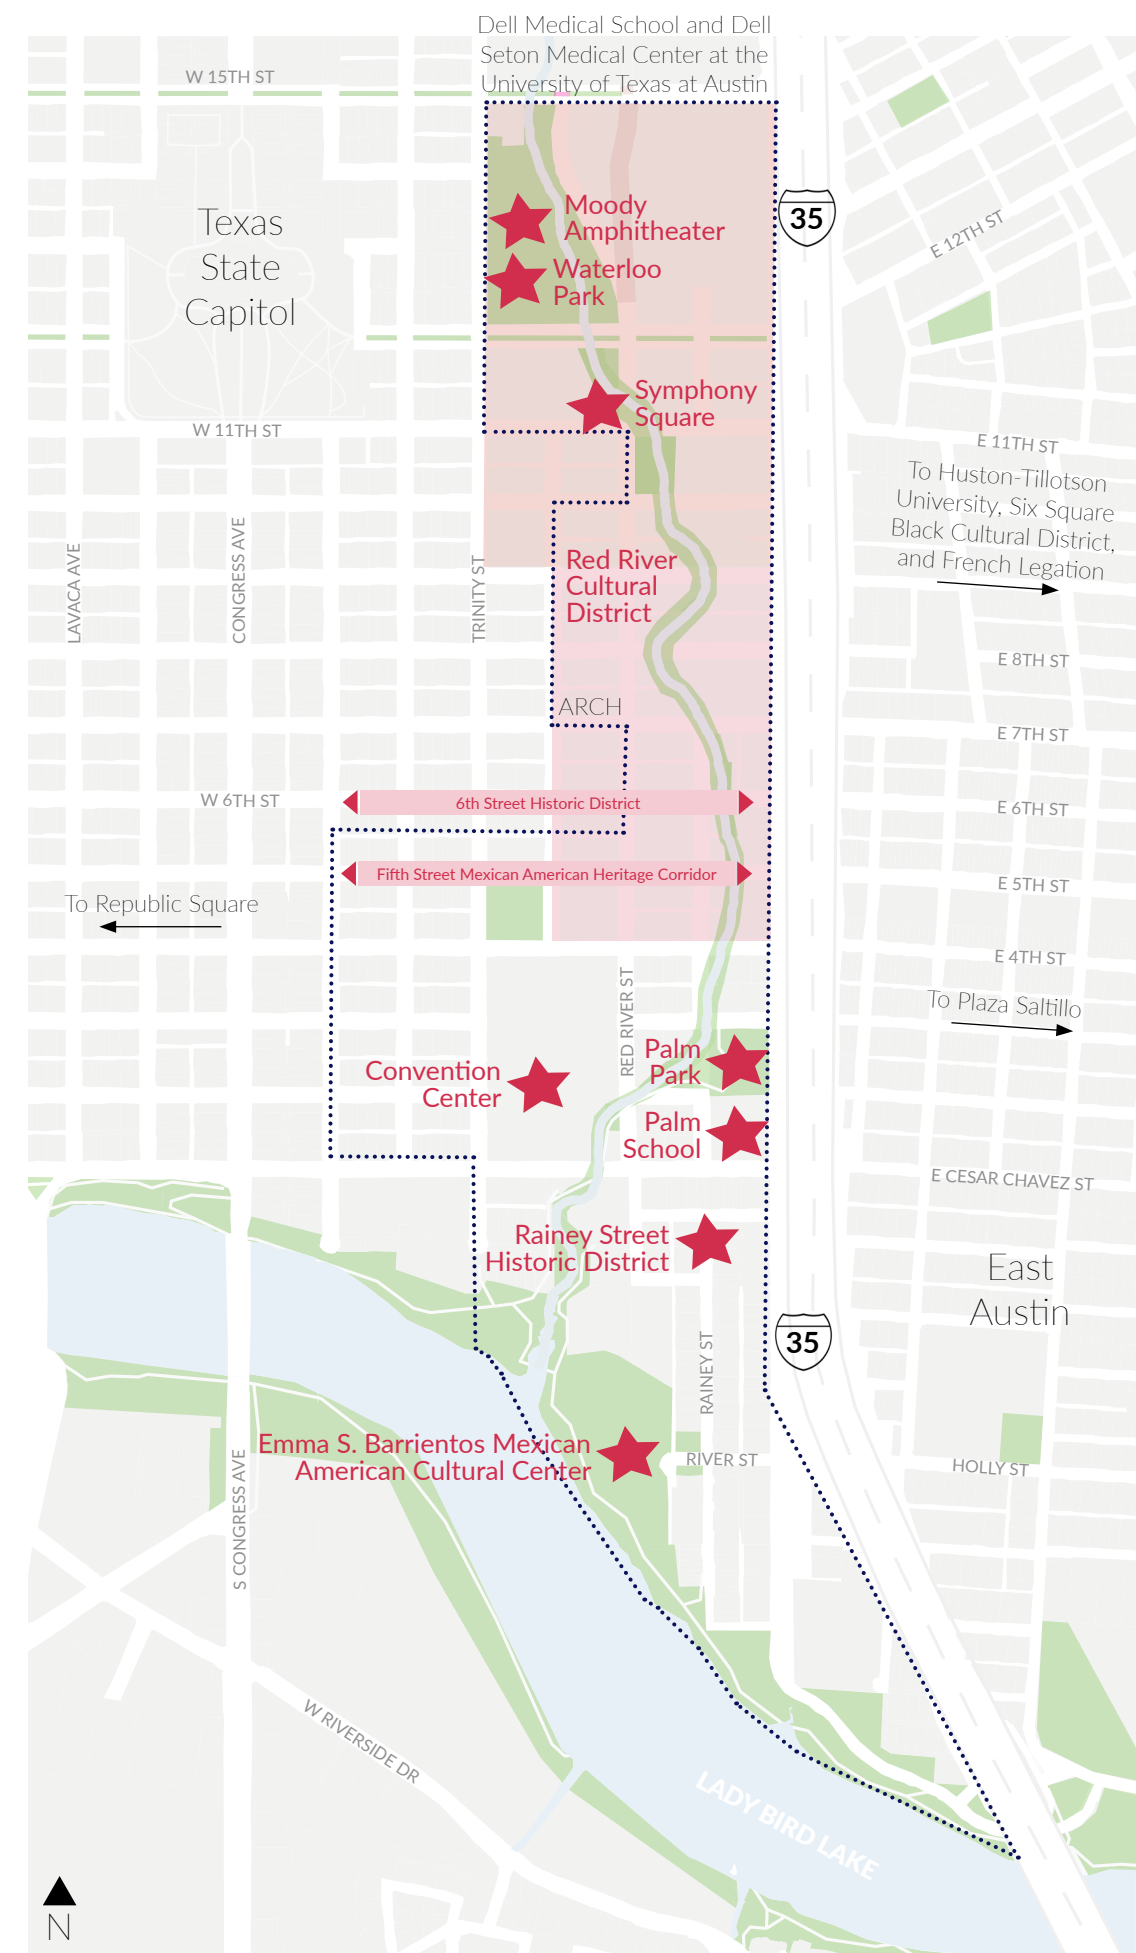 Dell Medical School and Dell
Seton Medical Center at the
University of Texas at Austin
W 15TH ST
Texas
State
Capitol
Moody
Amphitheater
Waterloo
Park
35
E 12TH ST
Symphony
Square
W 11TH ST
E 11TH ST
To Huston-Tillotson
University, Six Square
Black Cultural District,
and French Legation
LAVACA AVE
CONGRESS AVE
TRINITY ST
Red River
Cultural
District
E 8TH ST
ARCH
E 7TH ST
W 6TH ST
6th Street Historic District
E 6TH ST
Fifth Street Mexican American Heritage Corridor
E 5TH ST
To Republic Square
E 4TH ST
RED RIVER ST
To Plaza Saltillo
Palm
Park
Convention
Center
Palm
School
E CESAR CHAVEZ ST
Rainey Street
Historic District
East
Austin
35
RAINEY ST
Emma S. Barrientos Mexican
American Cultural Center
RIVER ST
HOLLY ST
S CONGRESS AVE
W RIVERSIDE DR
LADY BIRD LAKE
N